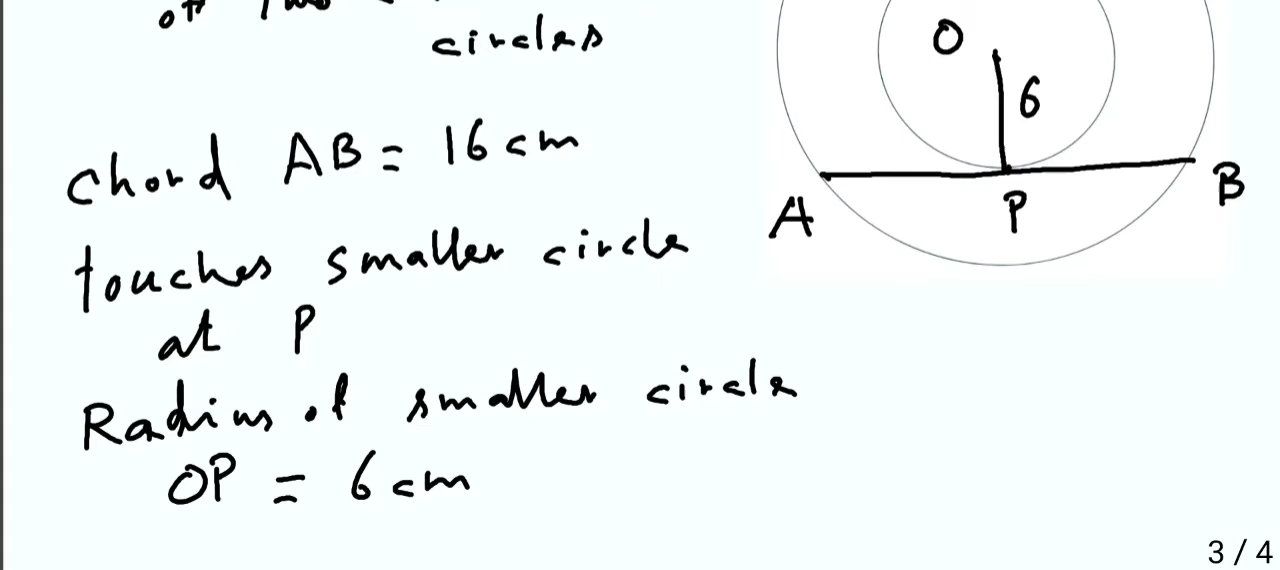 circles
O
6
chord AB = 16 cm
touches smaller circle
A
P
B
at P
Radius of smaller circle
OP = 6 cm
3 / 4